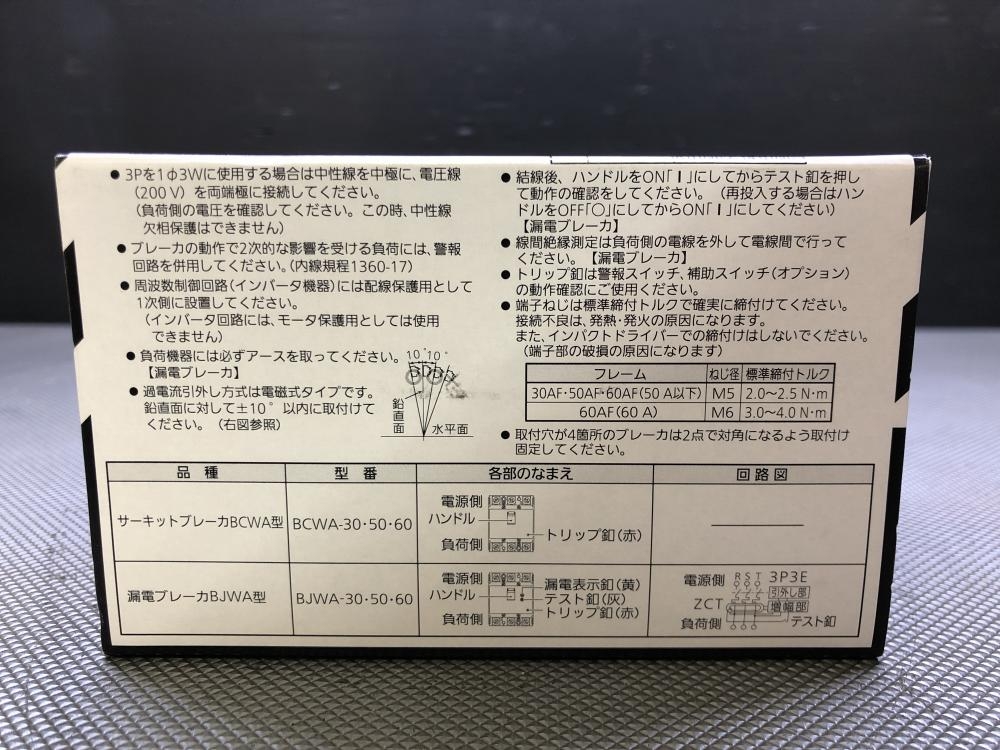 ● 3Pを1φ3Wに使用する場合は中性線を中極に、電圧線
(200V)を両端極に接続してください。
(負荷側の電圧を確認してください。この時、中性線
欠相保護はできません)
● ブレーカの動作で2次的な影響を受ける負荷には、警報
回路を併用してください。(内線規程1360-17)
● 周波数制御回路(インバータ機器)には配線保護用として
1次側に設置してください。
(インバータ回路には、モータ保護用としては使用
できません)
● 負荷機器には必ずアースを取ってください。
【漏電ブレーカ】
● 過電流引外し方式は電磁式タイプです。
鉛直面に対して±10°以内に取付けて
ください。(右図参照)
10° 10°
鉛直面
水平面
● 結線後、ハンドルをON「I」にしてからテスト釦を押し
て動作の確認をしてください。(再投入する場合はハン
ドルをOFF「○」にしてからON「I」にしてください)
【漏電ブレーカ】
● 線間絶縁測定は負荷側の電線を外して電線間で行って
ください。【漏電ブレーカ】
● トリップ釦は警報スイッチ、補助スイッチ(オプション)
の動作確認にご使用ください。
● 端子ねじは標準締付トルクで確実に締付けてください。
接続不良は、発熱・発火の原因になります。
また、インパクトドライバーでの締付けはしないでください。
(端子部の破損の原因になります)
フレーム ねじ径 標準締付トルク
30AF・50AF・60AF(50A以下) M5 2.0~2.5N・m
60AF(60A) M6 3.0~4.0N・m
● 取付穴が4箇所のブレーカは2点で対角になるよう取付け
固定してください。
品種 型番 各部のなまえ 回路図
サーキットブレーカBCWA型 BCWA-30・50・60
電源側
ハンドル
負荷側
トリップ釦(赤)
漏電ブレーカBJWA型 BJWA-30・50・60
電源側
ハンドル
負荷側
漏電表示釦(黄)
テスト釦(灰)
トリップ釦(赤)
電源側 R S T 3P3E
引外し部
ZCT 増幅部
負荷側 テスト釦